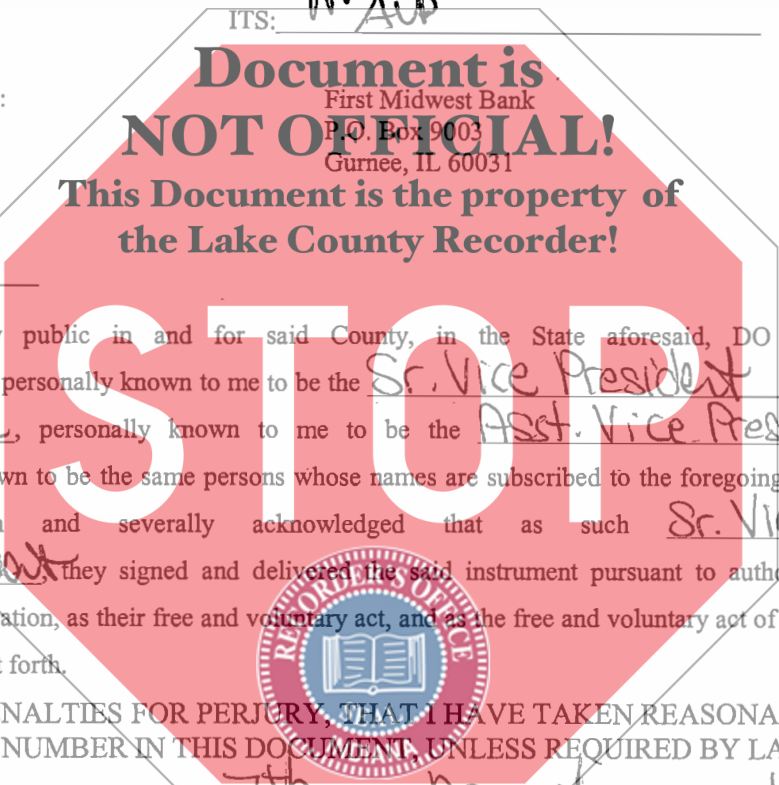 ITS: AVP
Document is
:
First Midwest Bank
NOT OFFICIAL!
P.O. Box 9003
Gurnee, IL 60031
This Document is the property of
the Lake County Recorder!
STOP
public in and for said County, in the State aforesaid, DO
personally known to me to be the Sr. Vice President
, personally known to me to be the Asst. Vice Pres
wn to be the same persons whose names are subscribed to the foregoing
and severally acknowledged that as such Sr. Vi
they signed and delivered the said instrument pursuant to autho
ation, as their free and voluntary act, and as the free and voluntary act of
t forth.
RECORDER'S OFFICE
NALTIES FOR PERJURY, THAT I HAVE TAKEN REASONA
NUMBER IN THIS DOCUMENT, UNLESS REQUIRED BY LA